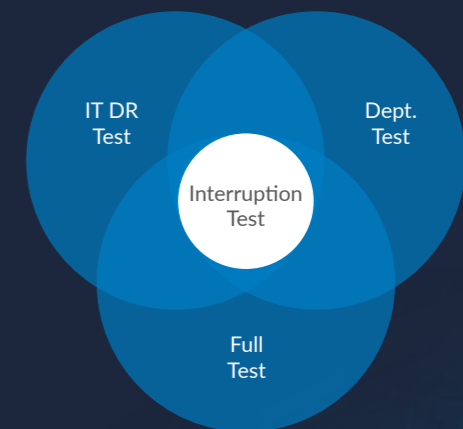 IT DR
Test
Dept.
Test
Interruption
Test
Full
Test